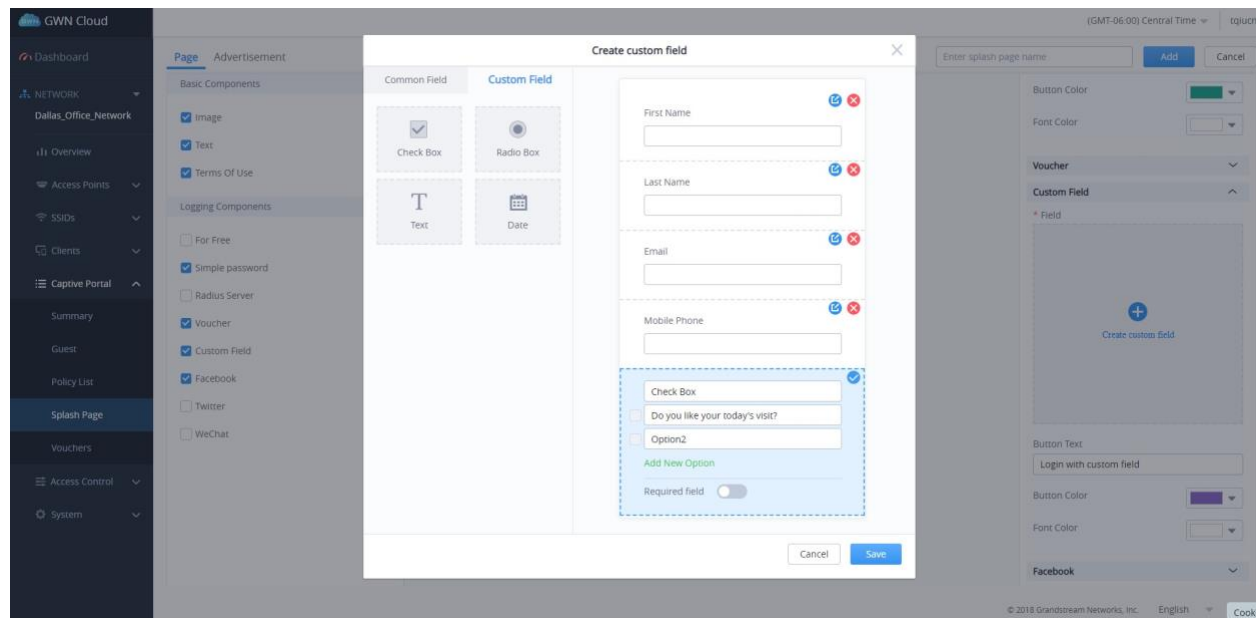 GWN Cloud
(GMT-06:00) Central Time
Dashboard
NETWORK
Dallas_Office_Network
Overview
Access Points
SSIDs
Clients
Captive Portal
Summary
Guest
Policy List
Splash Page
Vouchers
Access Control
System
Page Advertisement
Basic Components
Image
Text
Terms Of Use
Logging Components
For Free
Simple password
Radius Server
Voucher
Custom Field
Facebook
Twitter
WeChat
Create custom field
Common Field Custom Field
Check Box Radio Box
T
Text Date
First Name
Last Name
Email
Mobile Phone
Check Box
Do you like your today's visit?
Option2
Add New Option
Required field
Cancel Save
Enter splash page name Add Cancel
Button Color
Font Color
Voucher
Custom Field
* Field
Create custom field
Button Text
Login with custom field
Button Color
Font Color
Facebook
© 2018 Grandstream Networks, Inc. English Cook